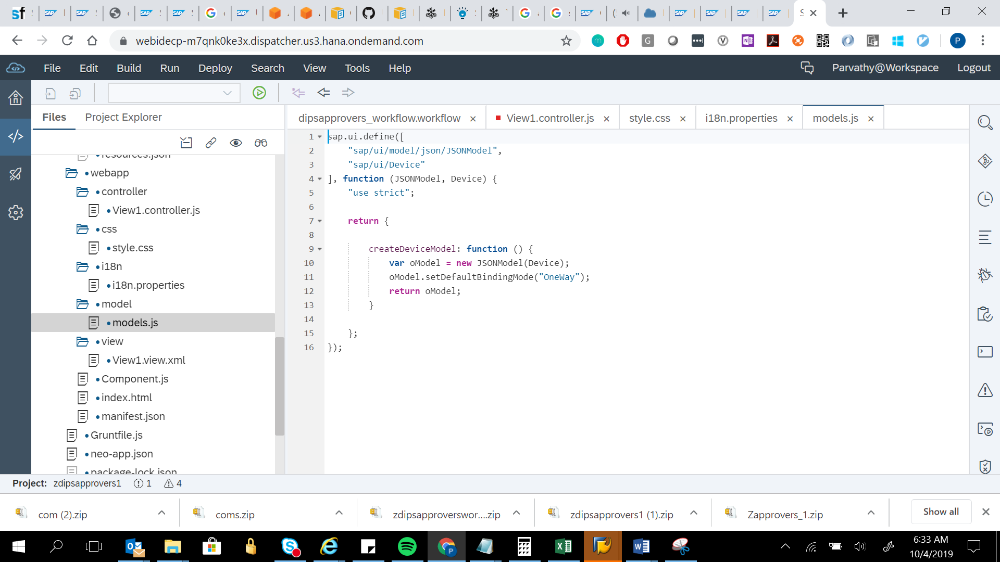 webidecp-m7qnk0ke3x.dispatcher.us3.hana.ondemand.com
File Edit Build Run Deploy Search View Tools Help
Parvathy@Workspace Logout
Files Project Explorer
dipsapprovers_workflow.workflow × View1.controller.js × style.css × i18n.properties × models.js ×
resources.json
webapp
controller
View1.controller.js
css
style.css
i18n
i18n.properties
model
models.js
view
View1.view.xml
Component.js
index.html
manifest.json
Gruntfile.js
neo-app.json
package-lock.json
1 sap.ui.define([
2 "sap/ui/model/json/JSONModel",
3 "sap/ui/Device"
4 ], function (JSONModel, Device) {
5 "use strict";
6
7 return {
8
9 createDeviceModel: function () {
10 var oModel = new JSONModel(Device);
11 oModel.setDefaultBindingMode("OneWay");
12 return oModel;
13 }
14
15 };
16 });
Project: zdipsapprovers1 1 4
com (2).zip coms.zip zdipsapproverswor....zip zdipsapprovers1 (1).zip Zapprovers_1.zip Show all
6:33 AM
10/4/2019